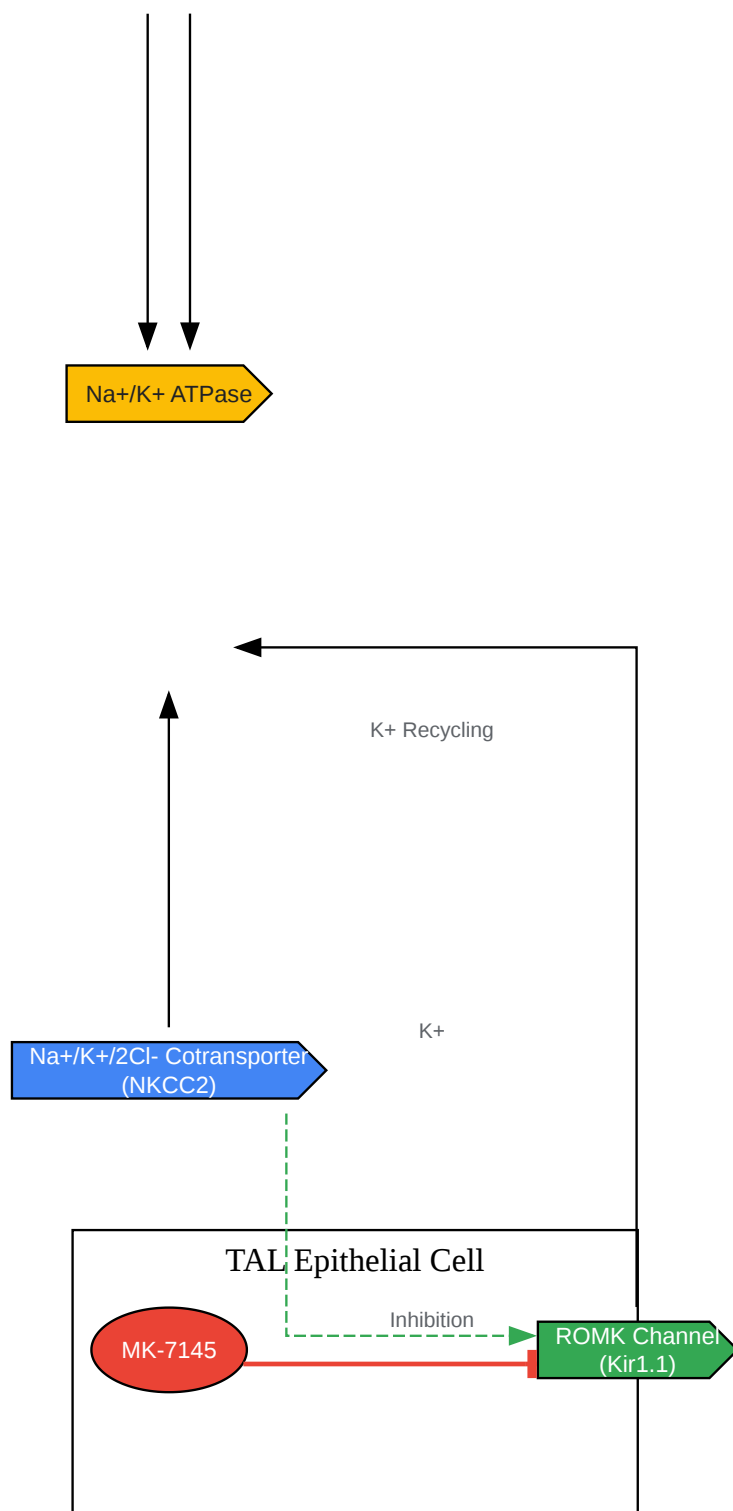 Na+/K+ ATPase
K+ Recycling
K+
Na+/K+/2Cl- Cotransporter
(NKCC2)
TAL Epithelial Cell
Inhibition
MK-7145
ROMK Channel
(Kir1.1)